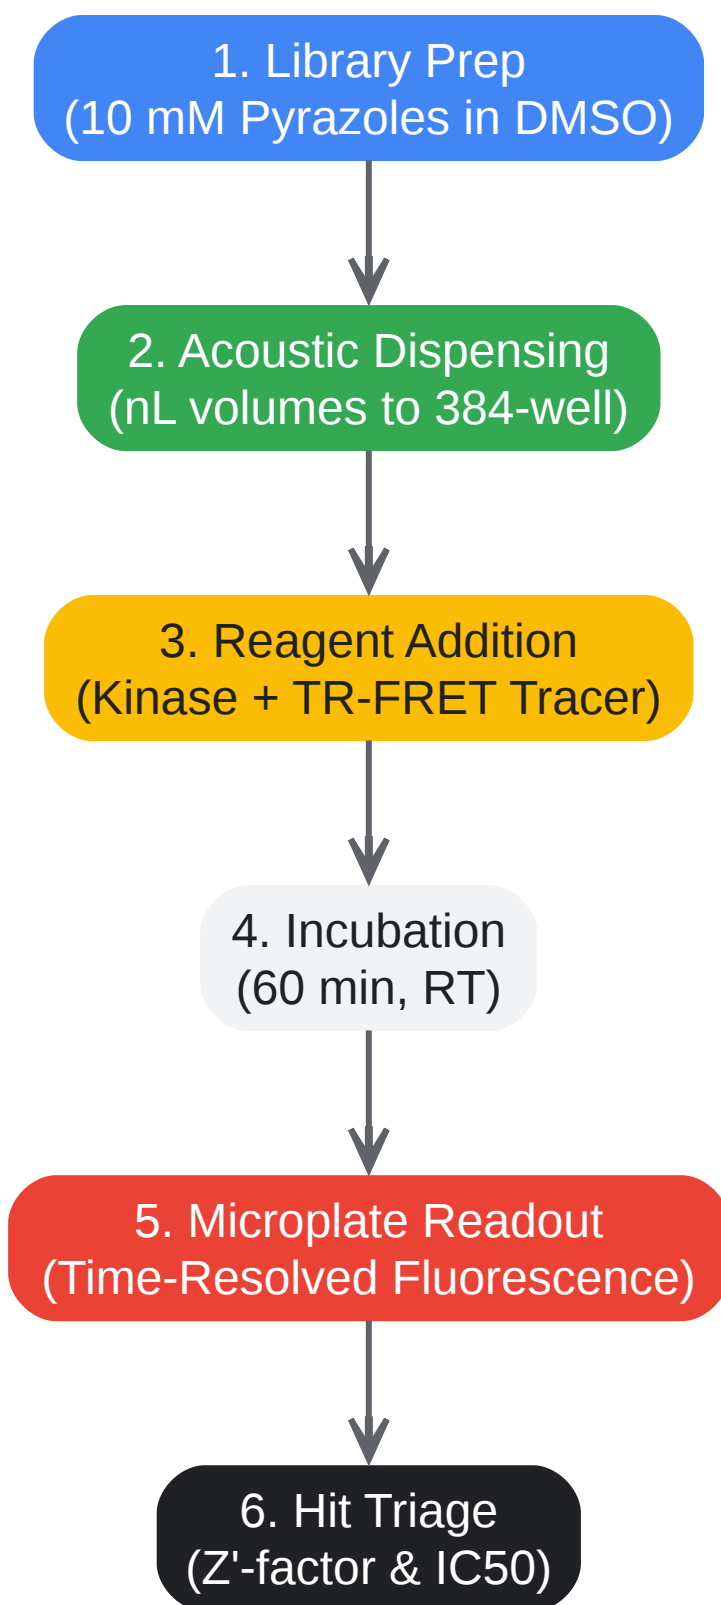 1. Library Prep
(10 mM Pyrazoles in DMSO)
2. Acoustic Dispensing
(nL volumes to 384-well)
3. Reagent Addition
(Kinase + TR-FRET Tracer)
4. Incubation
(60 min, RT)
5. Microplate Readout
(Time-Resolved Fluorescence)
6. Hit Triage
(Z'-factor & IC50)